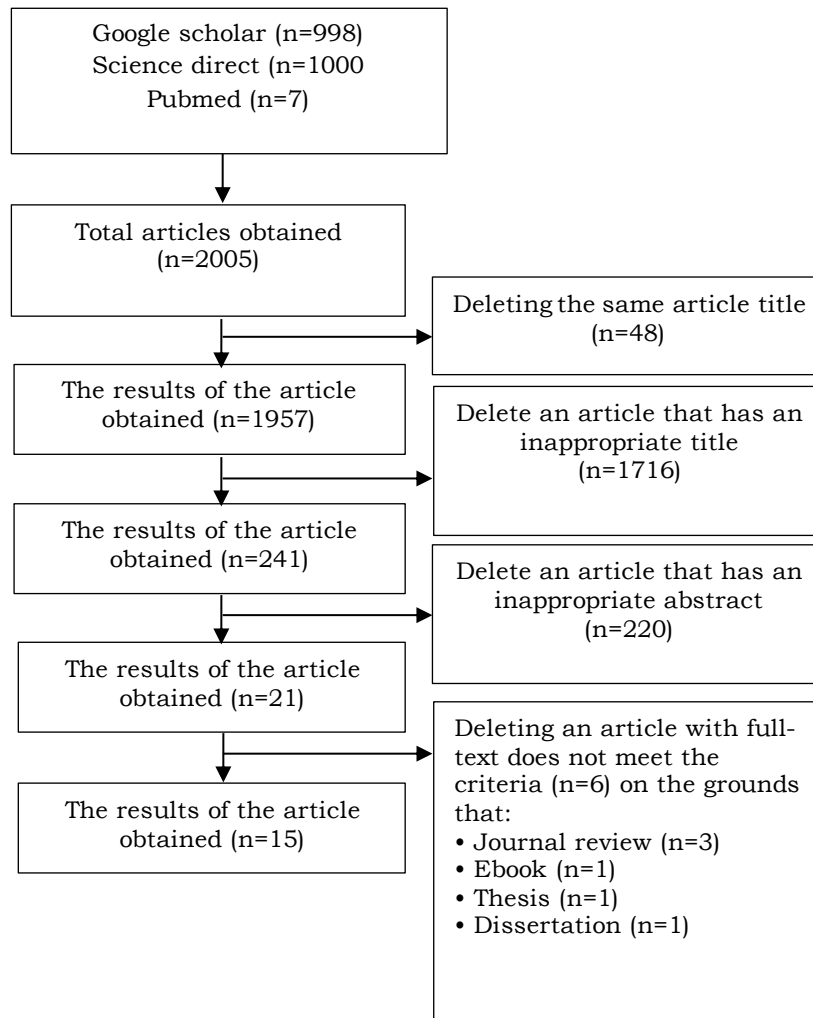 Google scholar (n=998)
Science direct (n=1000
Pubmed (n=7)
Total articles obtained
(n=2005)
Deleting the same article title
(n=48)
The results of the article
obtained (n=1957)
Delete an article that has an
inappropriate title
(n=1716)
The results of the article
obtained (n=241)
Delete an article that has an
inappropriate abstract
(n=220)
The results of the article
obtained (n=21)
Deleting an article with full-
text does not meet the
criteria (n=6) on the grounds
that:
• Journal review (n=3)
• Ebook (n=1)
• Thesis (n=1)
• Dissertation (n=1)
The results of the article
obtained (n=15)